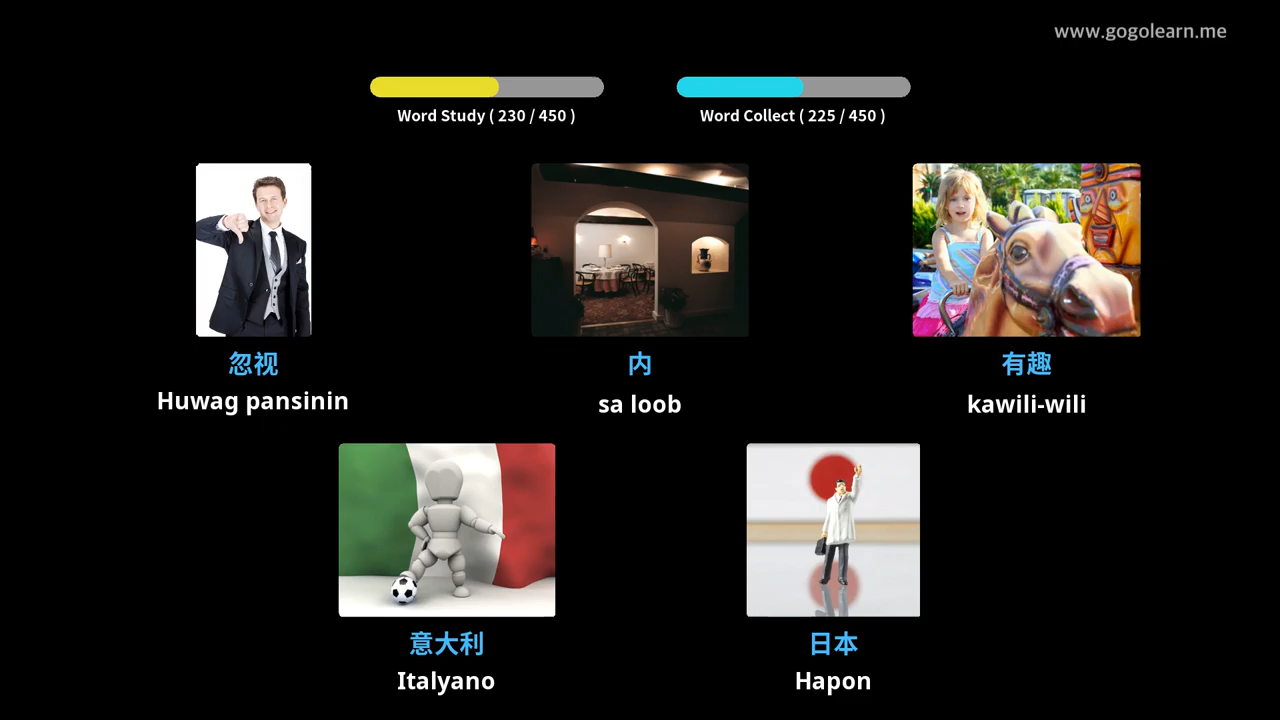 www.gogolearn.me
Word Study ( 230 / 450 )
Word Collect ( 225 / 450 )
忽视
Huwag pansinin
内
sa loob
有趣
kawili-wili
意大利
Italyano
日本
Hapon